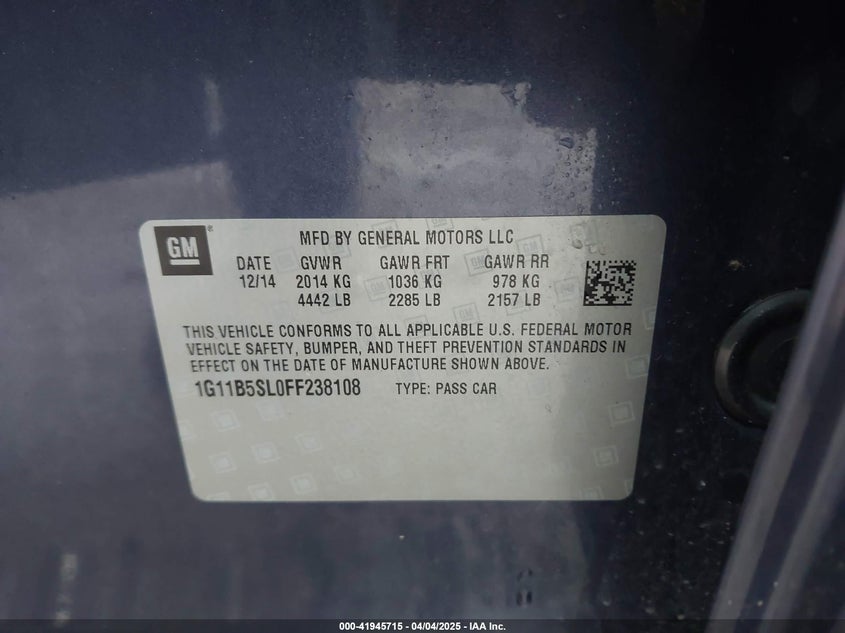 GM®
MFD BY GENERAL MOTORS LLC
DATE GVWR GAWR FRT GAWR RR
12/14 2014 KG 1036 KG 978 KG
4442 LB 2285 LB 2157 LB
THIS VEHICLE CONFORMS TO ALL APPLICABLE U.S. FEDERAL MOTOR
VEHICLE SAFETY, BUMPER, AND THEFT PREVENTION STANDARDS IN
EFFECT ON THE DATE OF MANUFACTURE SHOWN ABOVE.
1G11B5SL0FF238108 TYPE: PASS CAR
000-41945715 - 04/04/2025 - IAA Inc.